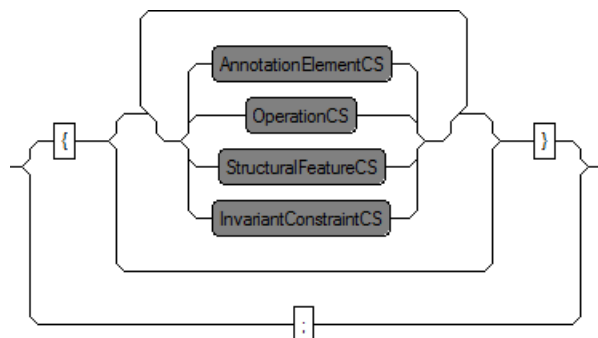 AnnotationElementCS
OperationCS
{
}
StructuralFeatureCS
InvariantConstraintCS
;